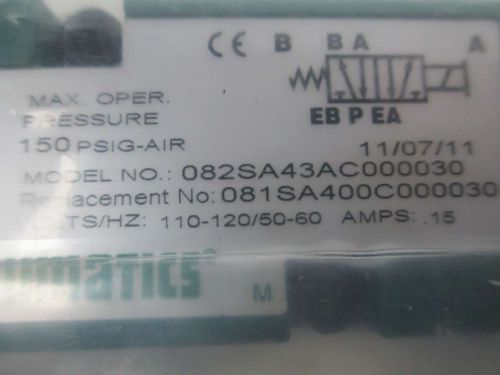 CE B B A A
MAX. OPER.
PRESSURE
EB P EA
150 PSIG-AIR 11/07/11
MODEL NO.: 082SA43AC000030
Replacement No: 081SA400C000030
TS/HZ: 110-120/50-60 AMPS: .15
umatics®
M